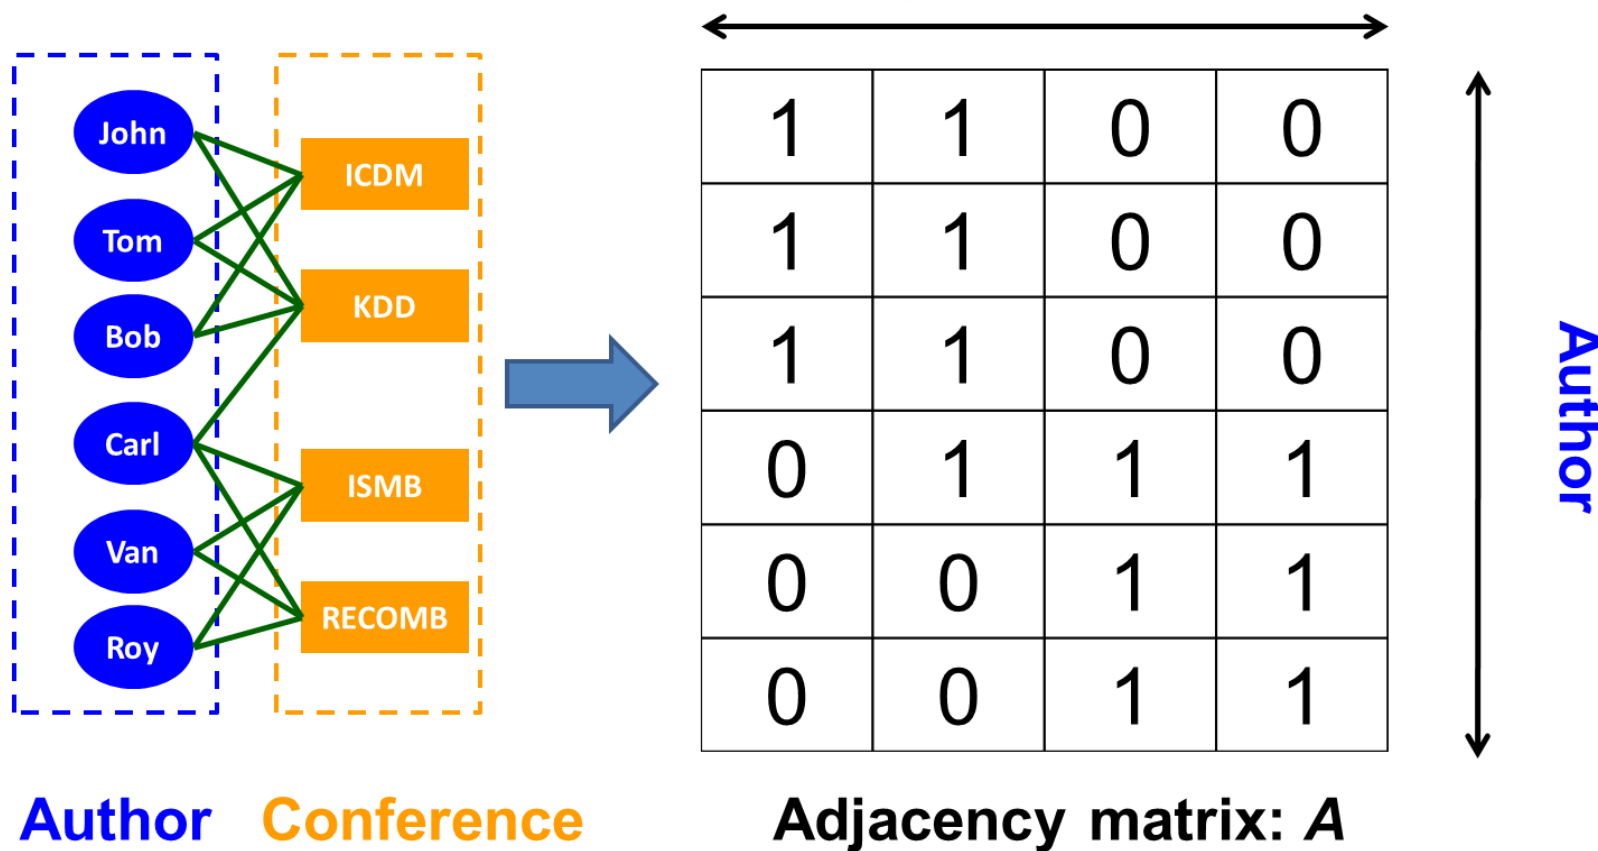 John
Tom
Bob
Carl
Van
Roy
ICDM
KDD
ISMB
RECOMB
Author
Conference
1 1 0 0
1 1 0 0
1 1 0 0
0 1 1 1
0 0 1 1
0 0 1 1
Author
Adjacency matrix: A